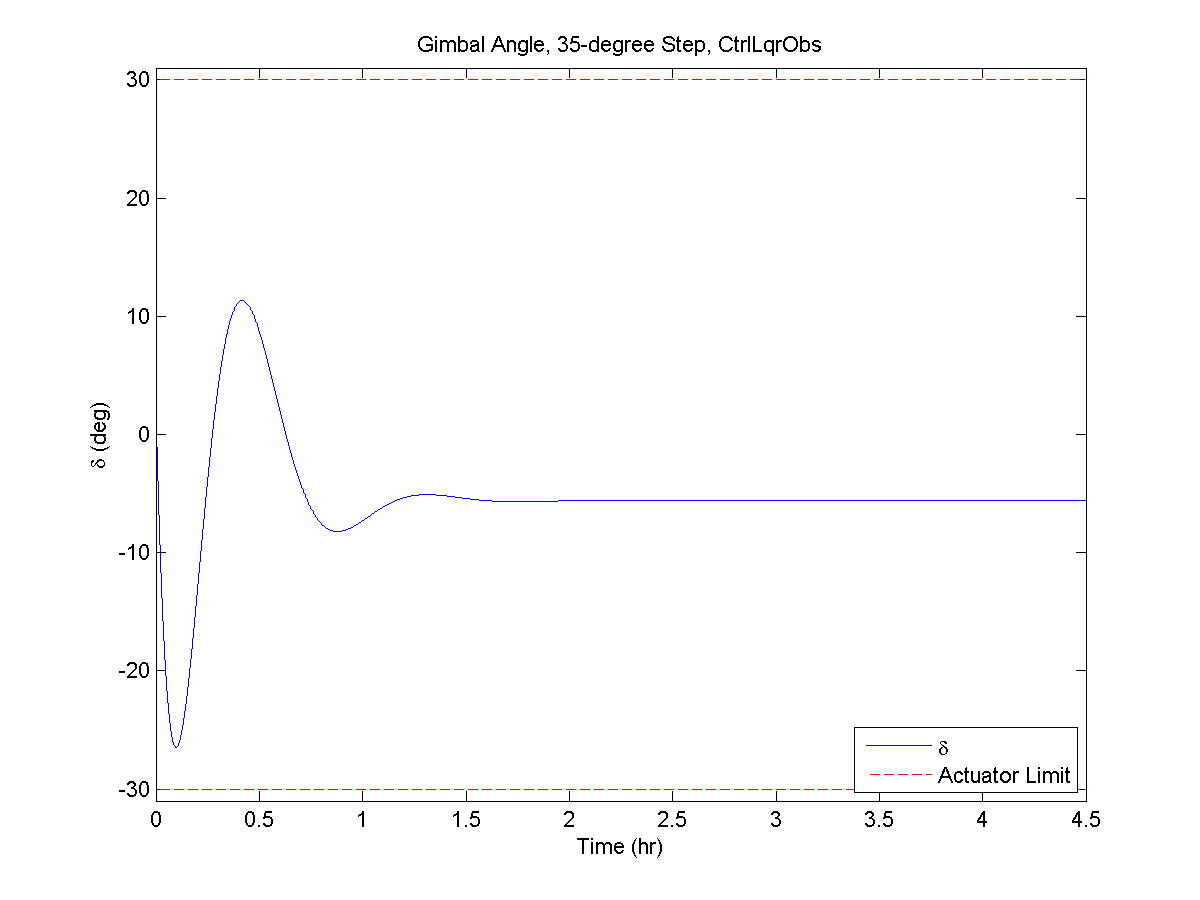 Gimbal Angle, 35-degree Step, CtrlLqrObs
30
20
10
0
-10
-20
-30
δ (deg)
δ
Actuator Limit
0 0.5 1 1.5 2 2.5 3 3.5 4 4.5
Time (hr)